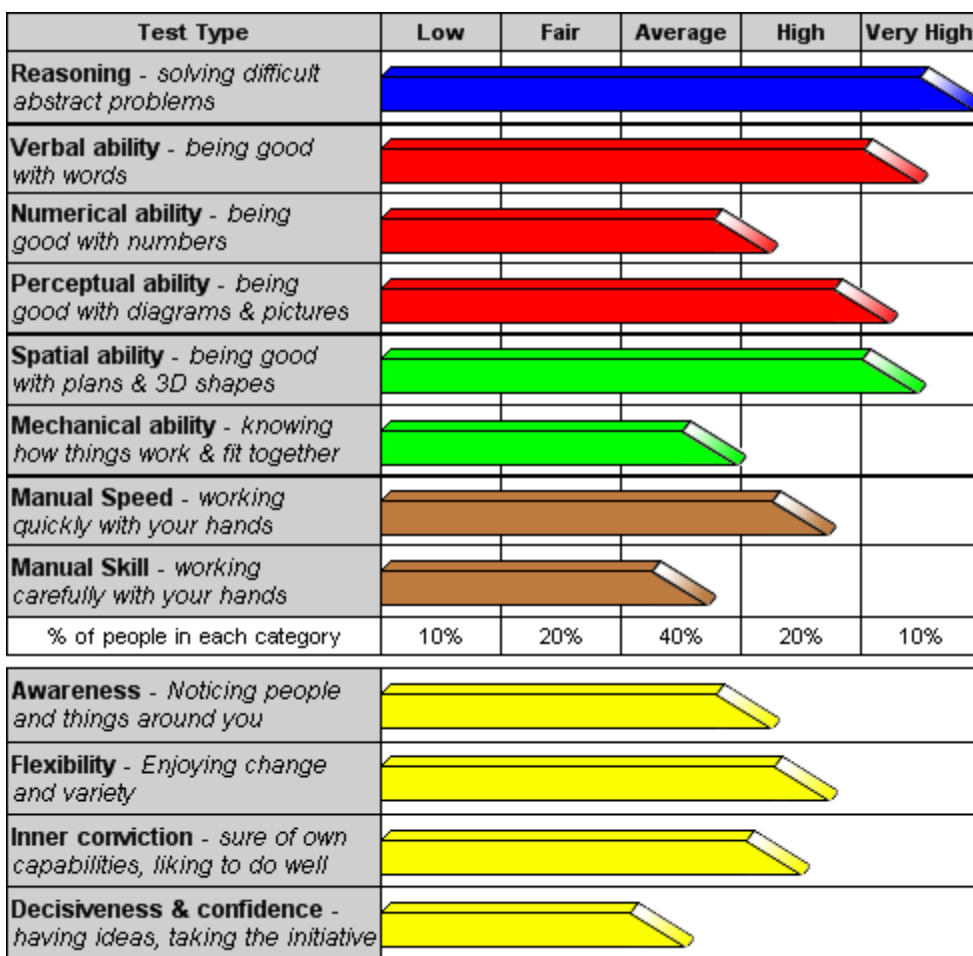 Test Type Low Fair Average High Very High
Reasoning - solving difficult
abstract problems
Verbal ability - being good
with words
Numerical ability - being
good with numbers
Perceptual ability - being
good with diagrams & pictures
Spatial ability - being good
with plans & 3D shapes
Mechanical ability - knowing
how things work & fit together
Manual Speed - working
quickly with your hands
Manual Skill - working
carefully with your hands
% of people in each category 10% 20% 40% 20% 10%
Awareness - Noticing people
and things around you
Flexibility - Enjoying change
and variety
Inner conviction - sure of own
capabilities, liking to do well
Decisiveness & confidence -
having ideas, taking the initiative